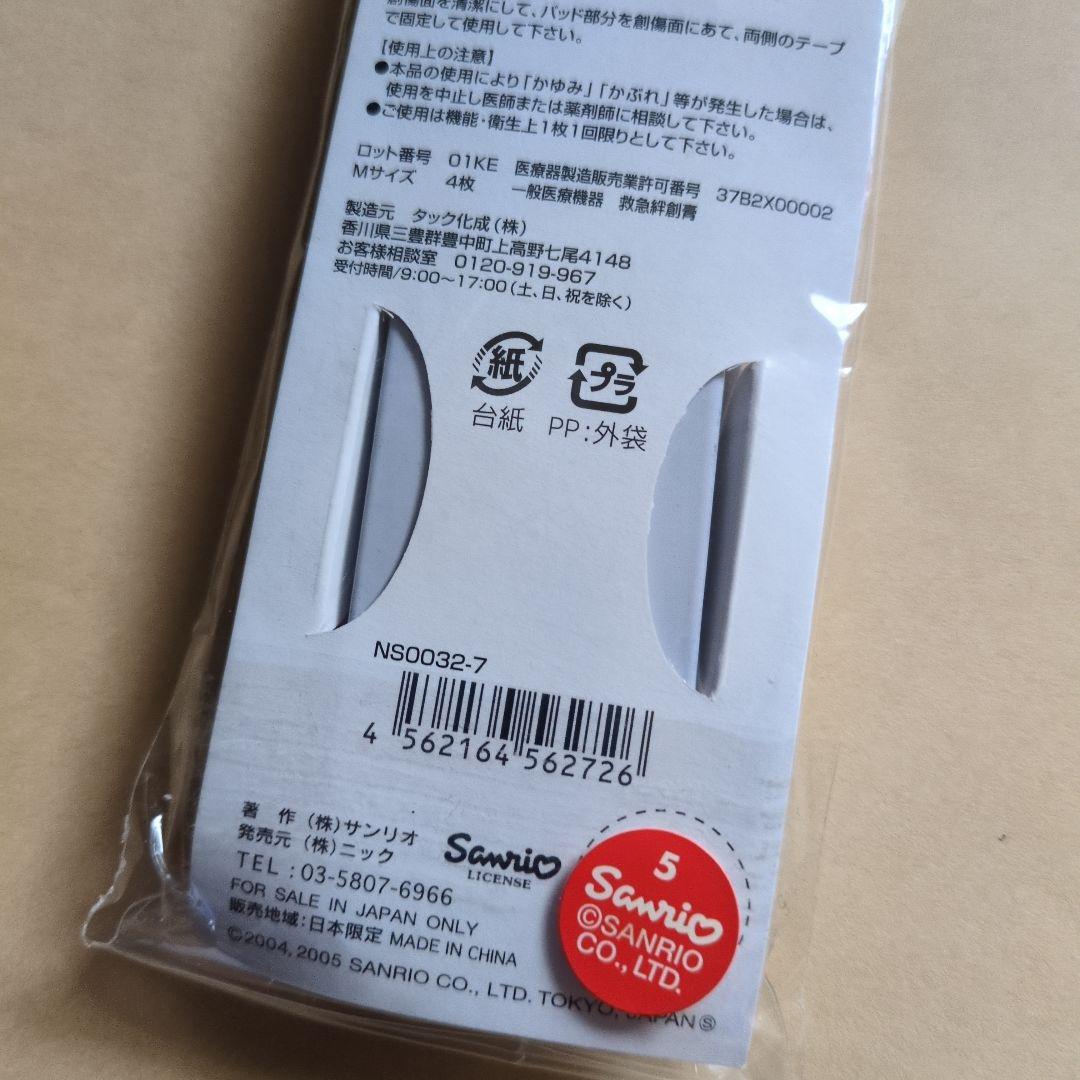 創傷面を清潔にして、パッド部分を創傷面にあて、両側のテープ
で固定して使用して下さい。
【使用上の注意】
●本品の使用により「かゆみ」「かぶれ」等が発生した場合は、
使用を中止し医師または薬剤師に相談して下さい。
●ご使用は機能・衛生上1枚1回限りとして下さい。
ロット番号 01KE 医療器製造販売業許可番号 37B2X00002
Mサイズ 4枚 一般医療機器 救急絆創膏
製造元 タック化成(株)
香川県三豊群豊中町上高野七尾4148
お客様相談室 0120-919-967
受付時間/9:00〜17:00(土、日、祝を除く)
紙 プラ
台紙 PP:外袋
NS0032-7
4 562164 562726
著 作 (株)サンリオ
発売元 (株)ニック
TEL : 03-5807-6966
Sanrio
LICENSE
FOR SALE IN JAPAN ONLY
販売地域:日本限定 MADE IN CHINA
©2004, 2005 SANRIO CO., LTD. TOKYO, JAPAN Ⓢ
5
Sanrio
©SANRIO
CO., LTD.